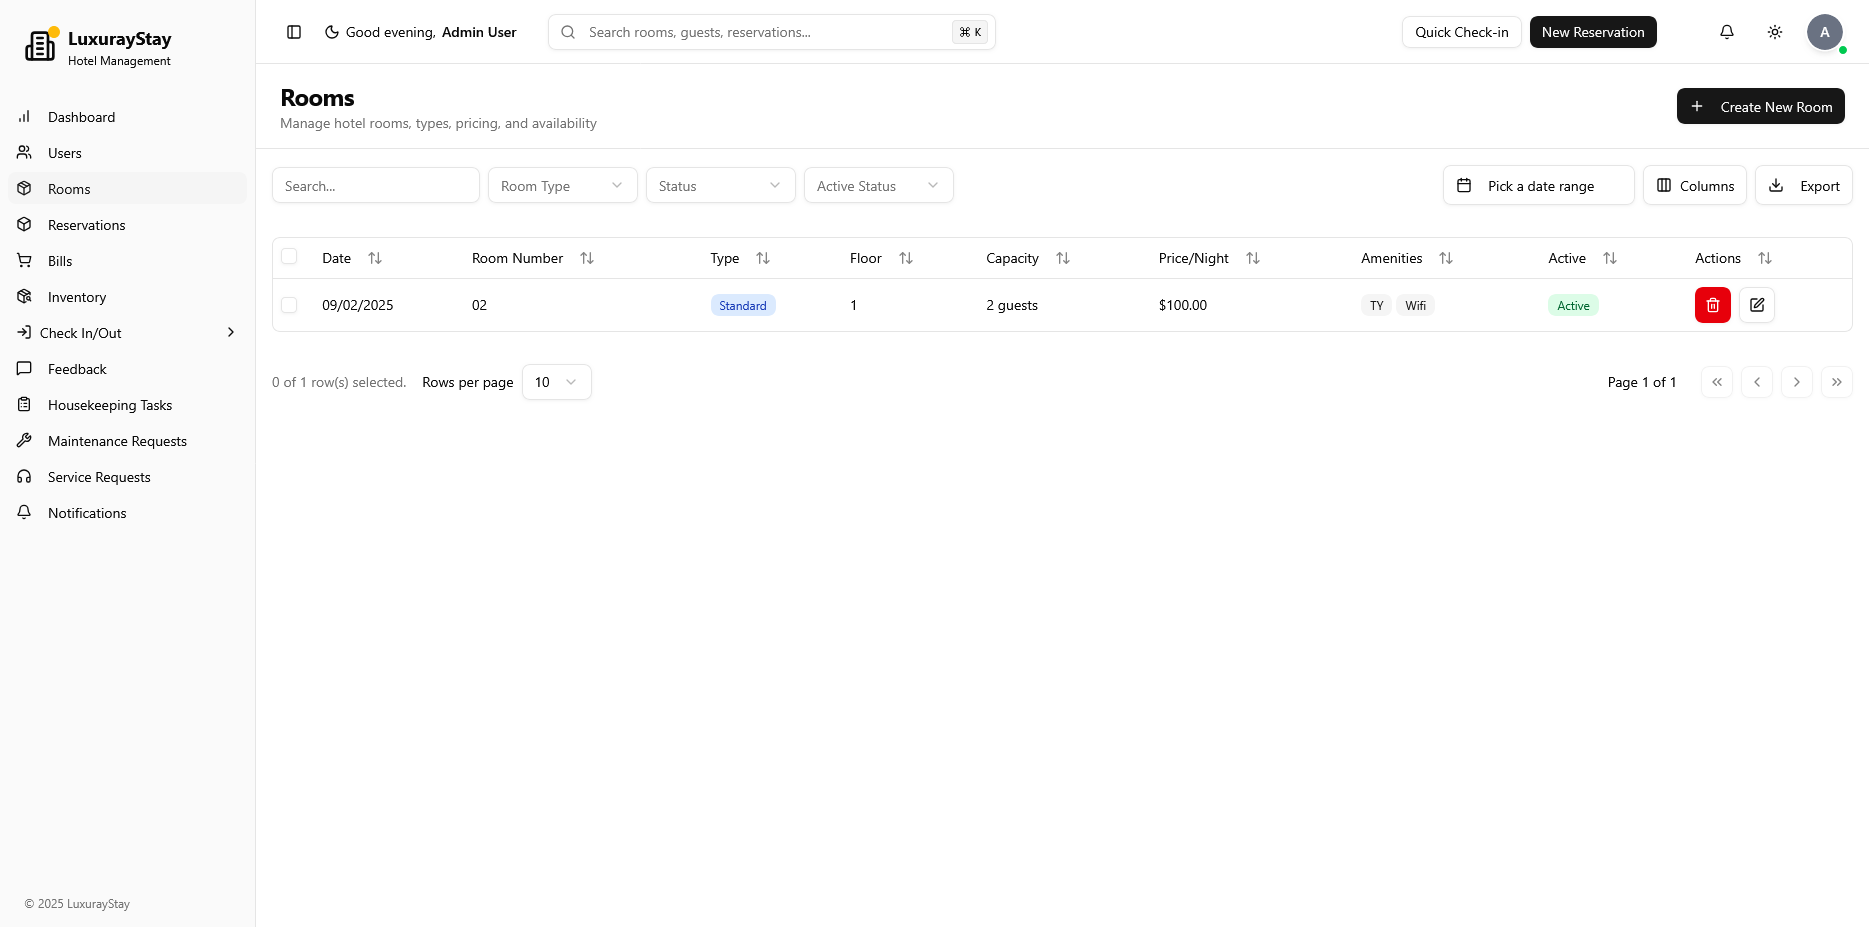 LuxurayStay
Hotel Management
Dashboard
Users
Rooms
Reservations
Bills
Inventory
Check In/Out
Feedback
Housekeeping Tasks
Maintenance Requests
Service Requests
Notifications
© 2025 LuxurayStay
Good evening, Admin User
Search rooms, guests, reservations...
⌘ K
Quick Check-in
New Reservation
A
Rooms
Manage hotel rooms, types, pricing, and availability
Create New Room
Search...
Room Type
Status
Active Status
Pick a date range
Columns
Export
Date Room Number Type Floor Capacity Price/Night Amenities Active Actions
09/02/2025 02 Standard 1 2 guests $100.00 TY Wifi Active
0 of 1 row(s) selected. Rows per page 10 Page 1 of 1